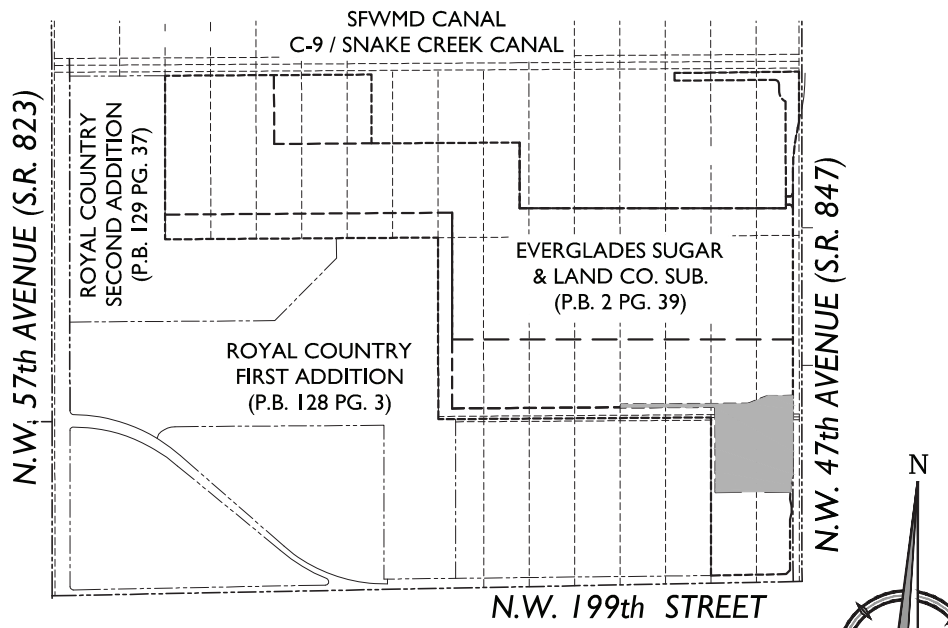 SFWMD CANAL
C-9 / SNAKE CREEK CANAL
N.W. 57th AVENUE (S.R. 823)
ROYAL COUNTRY
SECOND ADDITION
(P.B. 129 PG. 37)
EVERGLADES SUGAR
& LAND CO. SUB.
(P.B. 2 PG. 39)
N.W. 47th AVENUE (S.R. 847)
ROYAL COUNTRY
FIRST ADDITION
(P.B. 128 PG. 3)
N
N.W. 199th STREET